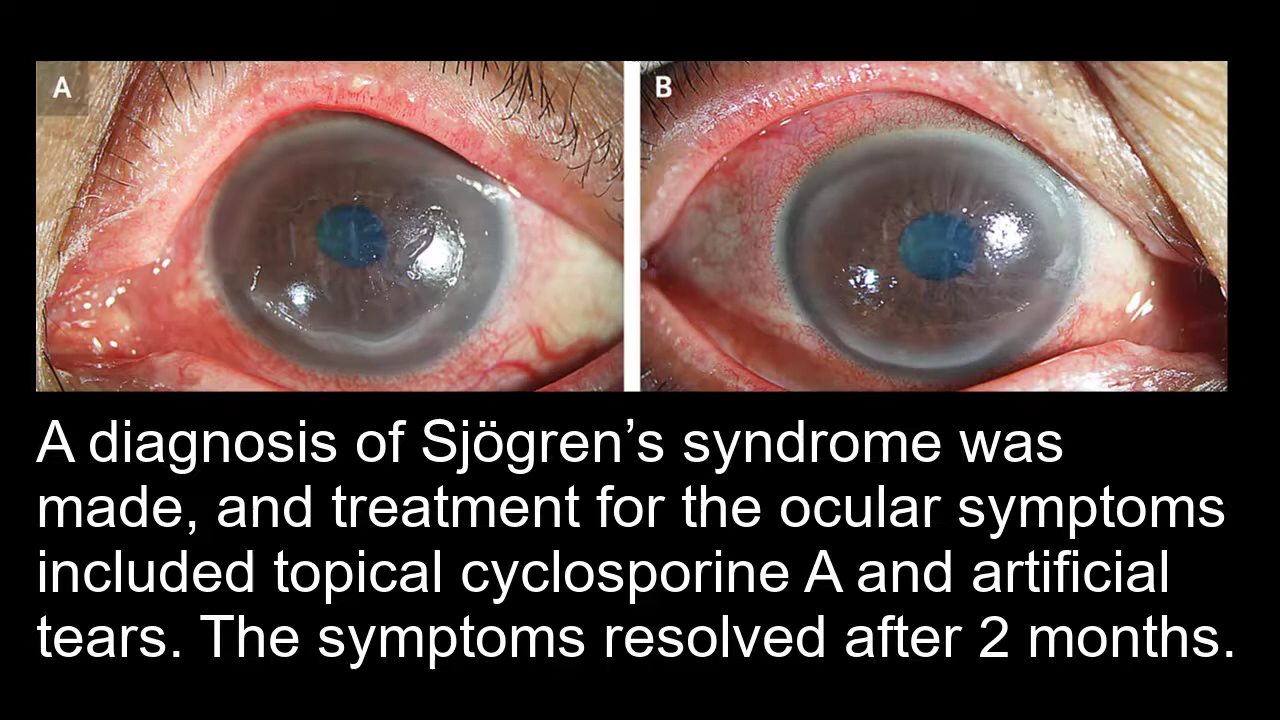 A
B
A diagnosis of Sjögren’s syndrome was
made, and treatment for the ocular symptoms
included topical cyclosporine A and artificial
tears. The symptoms resolved after 2 months.